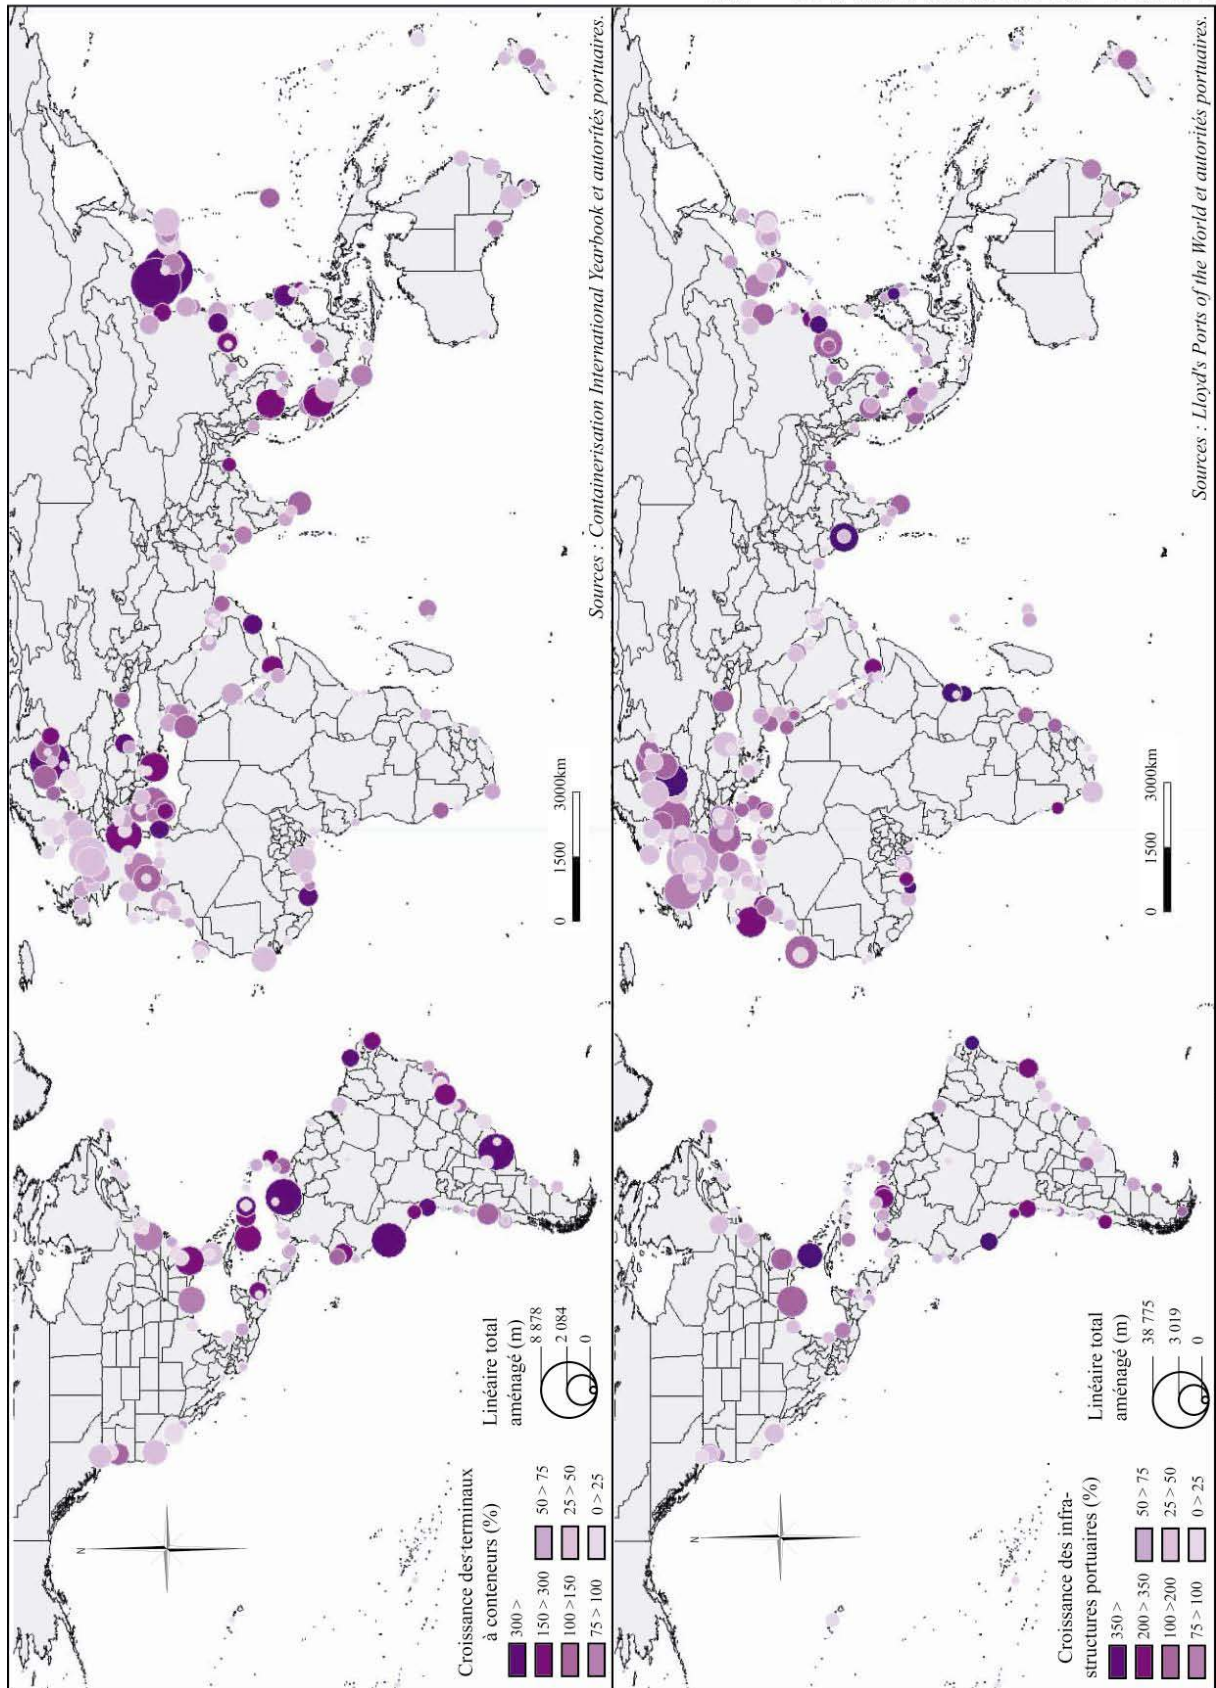 Croissance des terminaux
à conteneurs (%)
300 >
150 > 300
100 >150
75 > 100
50 > 75
25 > 50
0 > 25
Linéaire total
aménagé (m)
8 878
2 084
0
N
0 1500 3000km
Sources : Containerisation International Yearbook et autorités portuaires.
Croissance des infra-
structures portuaires (%)
350 >
200 > 350
100 >200
75 > 100
50 > 75
25 > 50
0 > 25
Linéaire total
aménagé (m)
38 775
3 019
0
N
0 1500 3000km
Sources : Lloyd's Ports of the World et autorités portuaires.